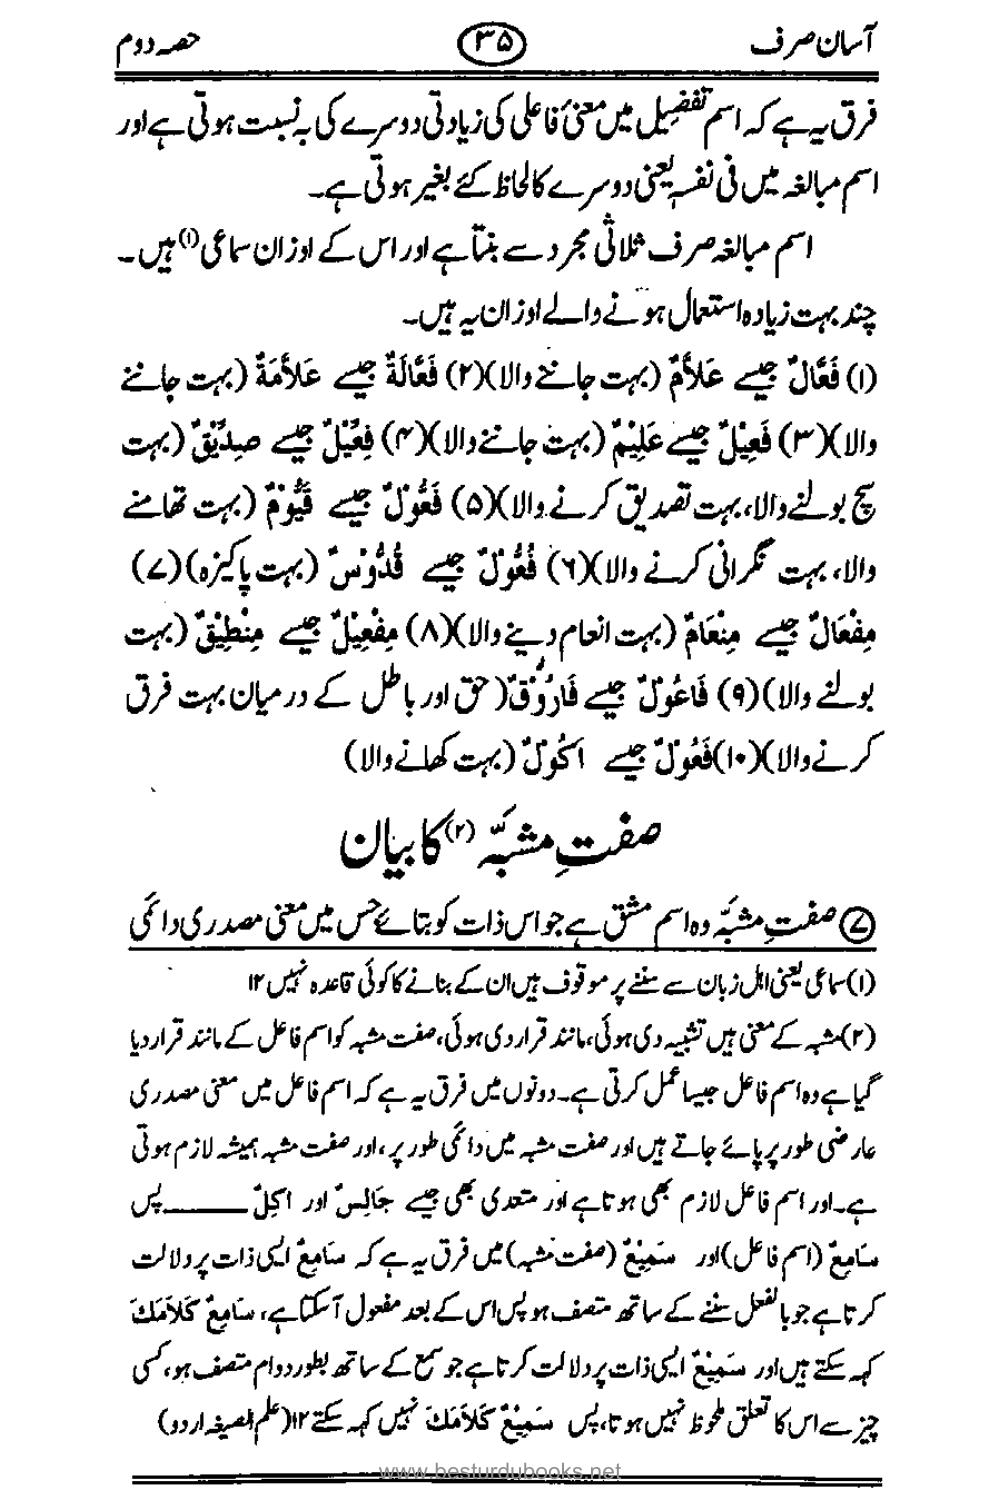 آسان صرف ۳۵ حصہ دوم
فرق یہ ہے کہ اسم تفضیل میں معنیٔ فاعلی کی زیادتی دوسرے کی بہ نسبت ہوتی ہے اور
اسم مبالغہ میں فی نفسہٖ یعنی دوسرے کا لحاظ کئے بغیر ہوتی ہے۔
اسم مبالغہ صرف ثلاثی مجرد سے بنتا ہے اور اس کے اوزان سماعی (۱) ہیں۔
چند بہت زیادہ استعمال ہونے والے اوزان یہ ہیں۔
(۱) فَعَّالٌ جیسے عَلاَّمٌ (بہت جاننے والا)(۲) فَعَّالَةٌ جیسے عَلاَّمَةٌ (بہت جاننے
والا)(۳) فَعِیْلٌ جیسے عَلِیْمٌ (بہت جاننے والا)(۴) فِعِّیْلٌ جیسے صِدِّیْقٌ (بہت
سچ بولنے والا، بہت تصدیق کرنے والا)(۵) فَعُّوْلٌ جیسے قَیُّوْمٌ (بہت تھامنے
والا، بہت نگرانی کرنے والا)(۶) فُعُّوْلٌ جیسے قُدُّوْسٌ (بہت پاکیزہ)(۷)
مِفْعَالٌ جیسے مِنْعَامٌ (بہت انعام دینے والا)(۸) مِفْعِیْلٌ جیسے مِنْطِیْقٌ (بہت
بولنے والا)(۹) فَاعُوْلٌ جیسے فَارُوْقٌ (حق اور باطل کے درمیان بہت فرق
کرنے والا)(۱۰) فَعُوْلٌ جیسے اَکُوْلٌ (بہت کھانے والا)
صفتِ مشبَّہ (۲) کا بیان
⑦ صفتِ مشبَّہ وہ اسم مشتق ہے جو اس ذات کو بتائے جس میں معنی مصدری دائمی
(۱) سماعی یعنی اہل زبان سے سننے پر موقوف ہیں ان کے بنانے کا کوئی قاعدہ نہیں ۱۲
(۲) مشبہ کے معنی ہیں تشبیہ دی ہوئی، مانند قرار دی ہوئی، صفت مشبہ کو اسم فاعل کے مانند قرار دیا
گیا ہے وہ اسم فاعل جیسا عمل کرتی ہے۔ دونوں میں فرق یہ ہے کہ اسم فاعل میں معنی مصدری
عارضی طور پر پائے جاتے ہیں اور صفت مشبہ میں دائمی طور پر، اور صفت مشبہ ہمیشہ لازم ہوتی
ہے۔ اور اسم فاعل لازم بھی ہوتا ہے اور متعدی بھی جیسے جَالِسٌ اور اٰکِلٌ ـــــــ پس
سَامِعٌ (اسم فاعل) اور سَمِیْعٌ (صفت مشبہ) میں فرق یہ ہے کہ سَامِعٌ ایسی ذات پر دلالت
کرتا ہے جو بالفعل سننے کے ساتھ متصف ہو پس اس کے بعد مفعول آسکتا ہے، سَامِعٌ کَلاَمَكَ
کہہ سکتے ہیں اور سَمِیْعٌ ایسی ذات پر دلالت کرتا ہے جو سمع کے ساتھ بطور دوام متصف ہو، کسی
چیز سے اس کا تعلق ملحوظ نہیں ہوتا، پس سَمِیْعٌ کَلاَمَكَ نہیں کہہ سکتے ۱۲ (علم الصیغہ اردو)
www.besturdubooks.net